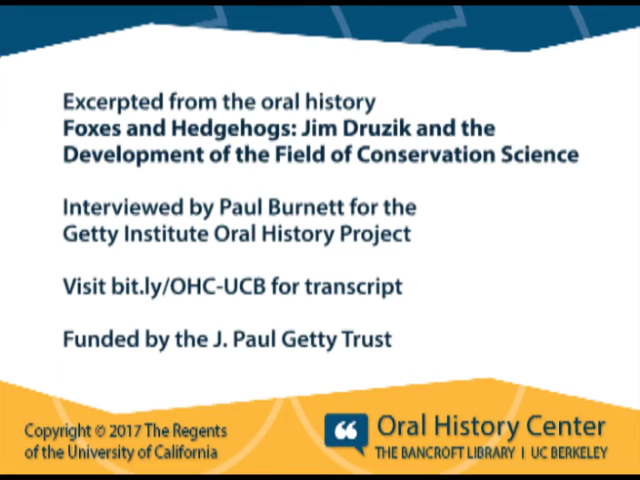 Excerpted from the oral history
Foxes and Hedgehogs: Jim Druzik and the
Development of the Field of Conservation Science
Interviewed by Paul Burnett for the
Getty Institute Oral History Project
Visit bit.ly/OHC-UCB for transcript
Funded by the J. Paul Getty Trust
Copyright © 2017 The Regents
of the University of California
Oral History Center
THE BANCROFT LIBRARY | UC BERKELEY